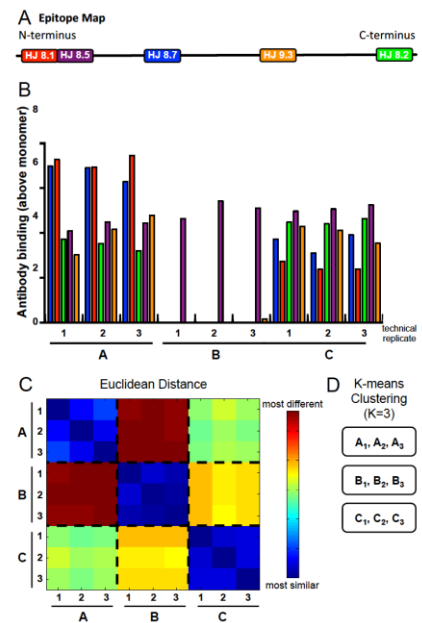 A Epitope Map
N-terminus C-terminus
HJ 8.1 HJ 8.5 HJ 8.7 HJ 9.3 HJ 8.2
B
Antibody binding (above monomer)
8
6
4
2
0
1 2 3 1 2 3 1 2 3 technical replicate
A B C
C Euclidean Distance
most different
A 1 2 3
B 1 2 3
C 1 2 3
most similar
1 2 3 1 2 3 1 2 3
A B C
D K-means
Clustering
(K=3)
A1, A2, A3
B1, B2, B3
C1, C2, C3